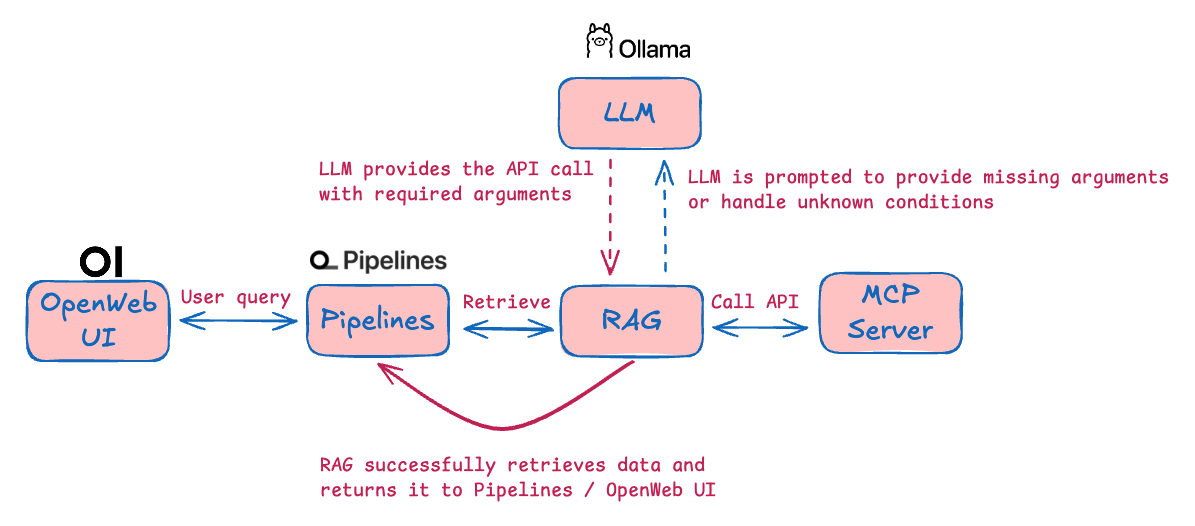 Ollama
LLM
LLM provides the API call
with required arguments
LLM is prompted to provide missing arguments
or handle unknown conditions
OI
OpenWeb
UI
User query
Pipelines
Pipelines
Retrieve
RAG
Call API
MCP
Server
RAG successfully retrieves data and
returns it to Pipelines / OpenWeb UI